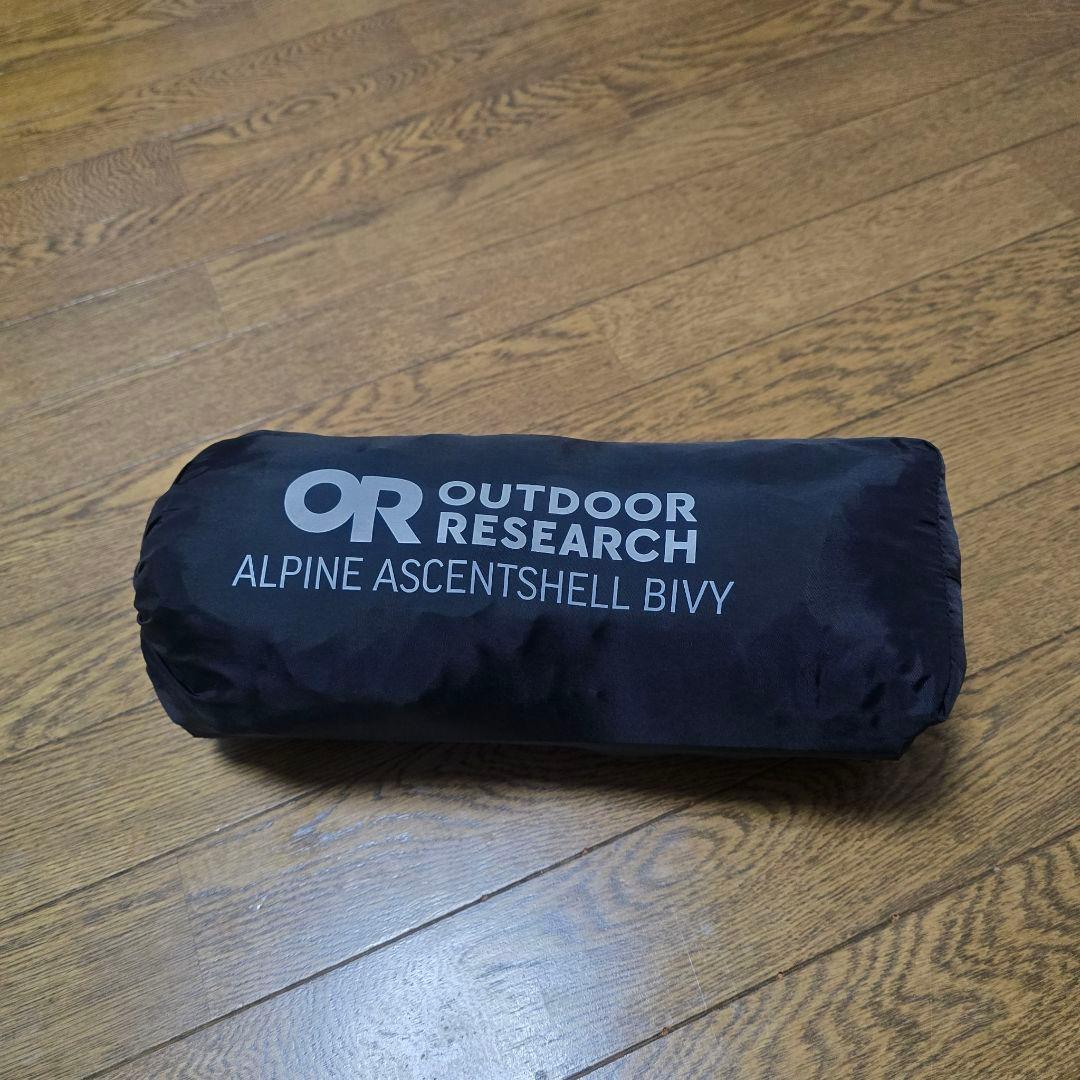 OR OUTDOOR
RESEARCH
ALPINE ASCENTSHELL BIVY